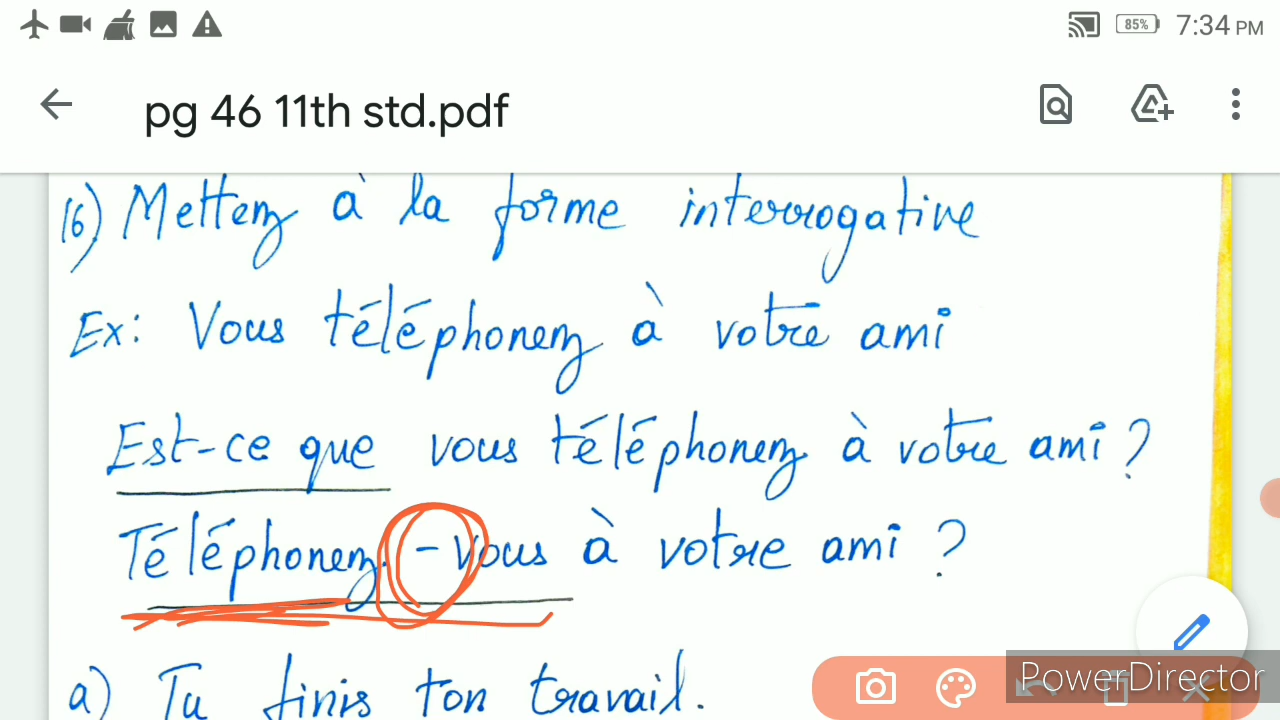 85% 7:34 PM
pg 46 11th std.pdf
16) Mettez à la forme interrogative
Ex: Vous téléphonez à votre ami
Est-ce que vous téléphonez à votre ami ?
Téléphonez -vous à votre ami ?
a) Tu finis ton travail.
PowerDirector